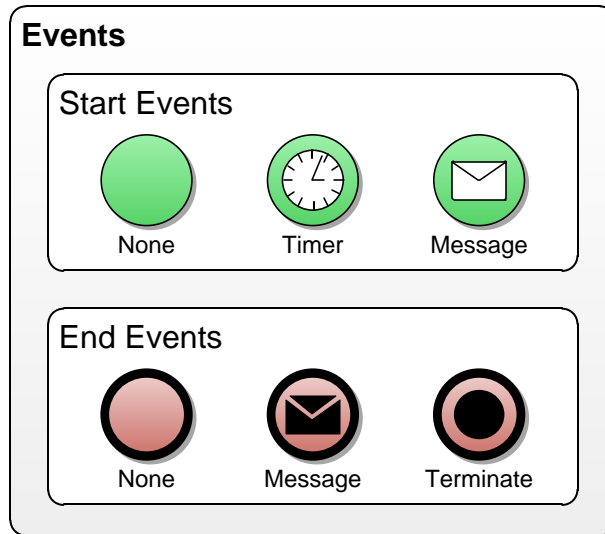 Events
Start Events
None Timer Message
End Events
None Message Terminate